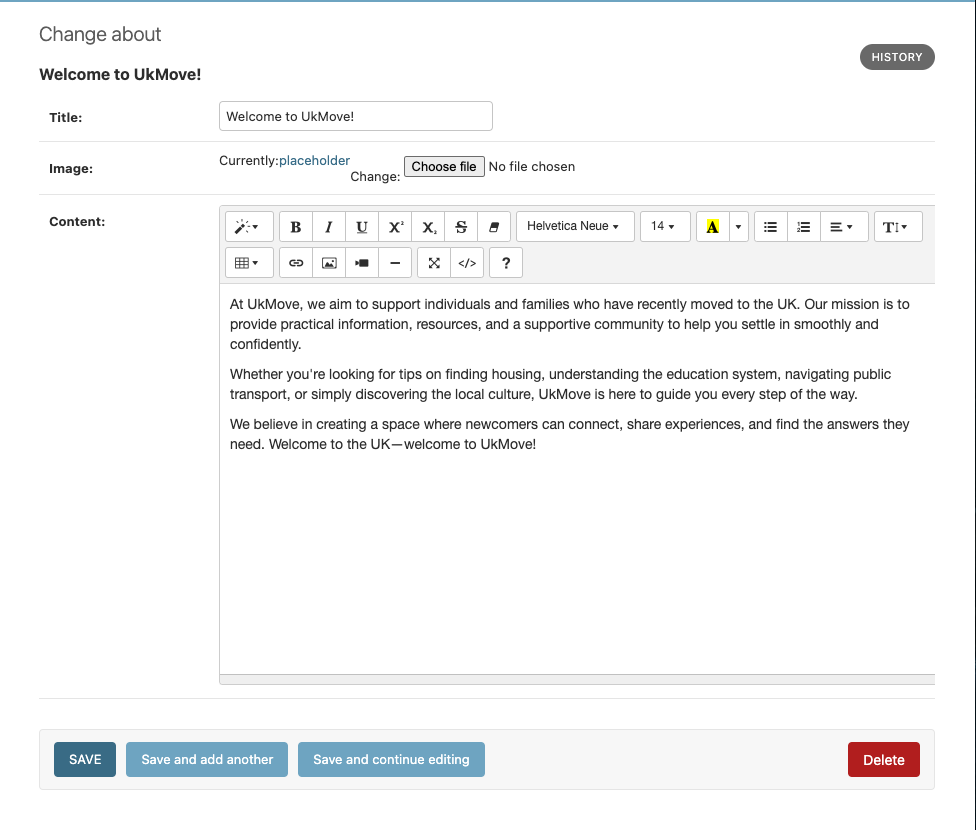 Change about
HISTORY
Welcome to UkMove!
Title:
Welcome to UkMove!
Image:
Currently:placeholder
Change: Choose file No file chosen
Content:
B I U X² X₂ S Helvetica Neue 14 A T
</> ?
At UkMove, we aim to support individuals and families who have recently moved to the UK. Our mission is to
provide practical information, resources, and a supportive community to help you settle in smoothly and
confidently.
Whether you're looking for tips on finding housing, understanding the education system, navigating public
transport, or simply discovering the local culture, UkMove is here to guide you every step of the way.
We believe in creating a space where newcomers can connect, share experiences, and find the answers they
need. Welcome to the UK—welcome to UkMove!
SAVE Save and add another Save and continue editing Delete